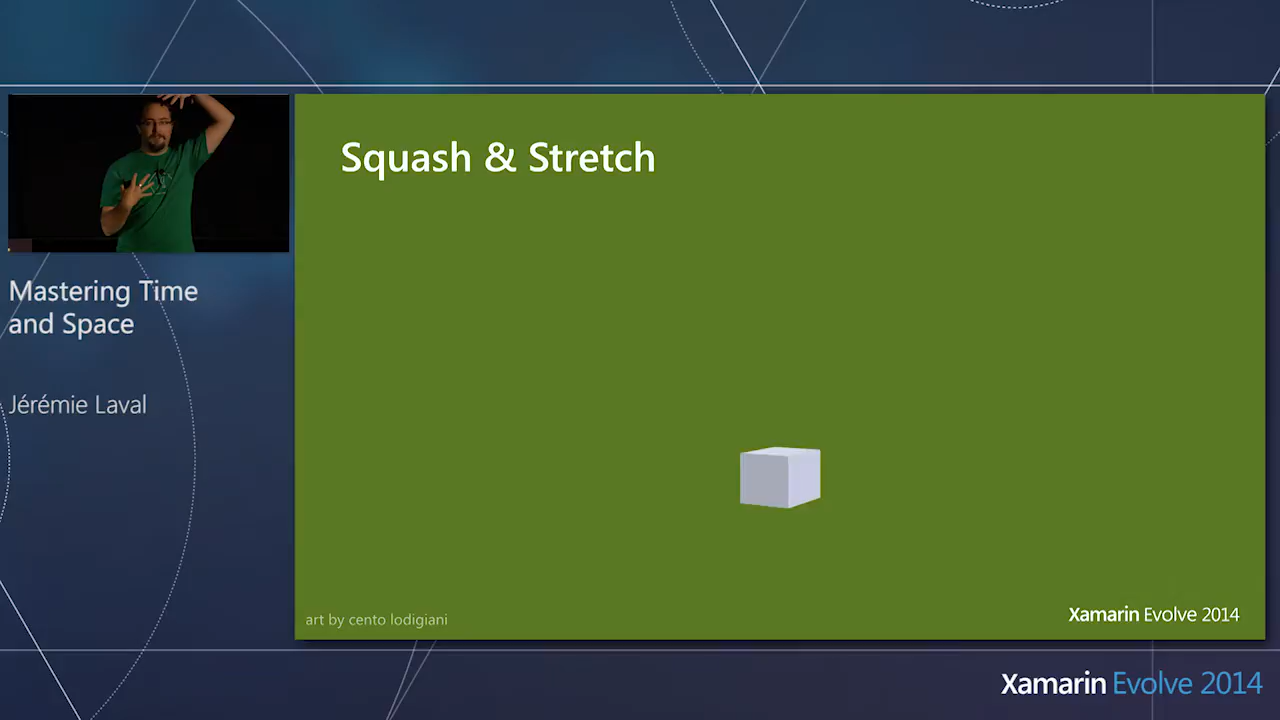 Squash & Stretch
Mastering Time
and Space
Jérémie Laval
art by cento lodigiani
Xamarin Evolve 2014
Xamarin Evolve 2014